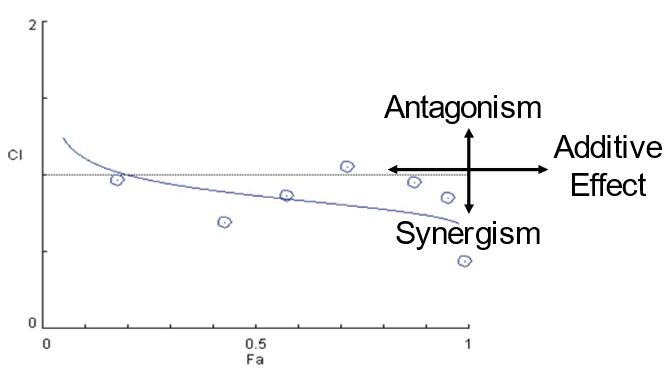 2
Antagonism
CI
Additive
Effect
Synergism
0
0
0.5
1
Fa